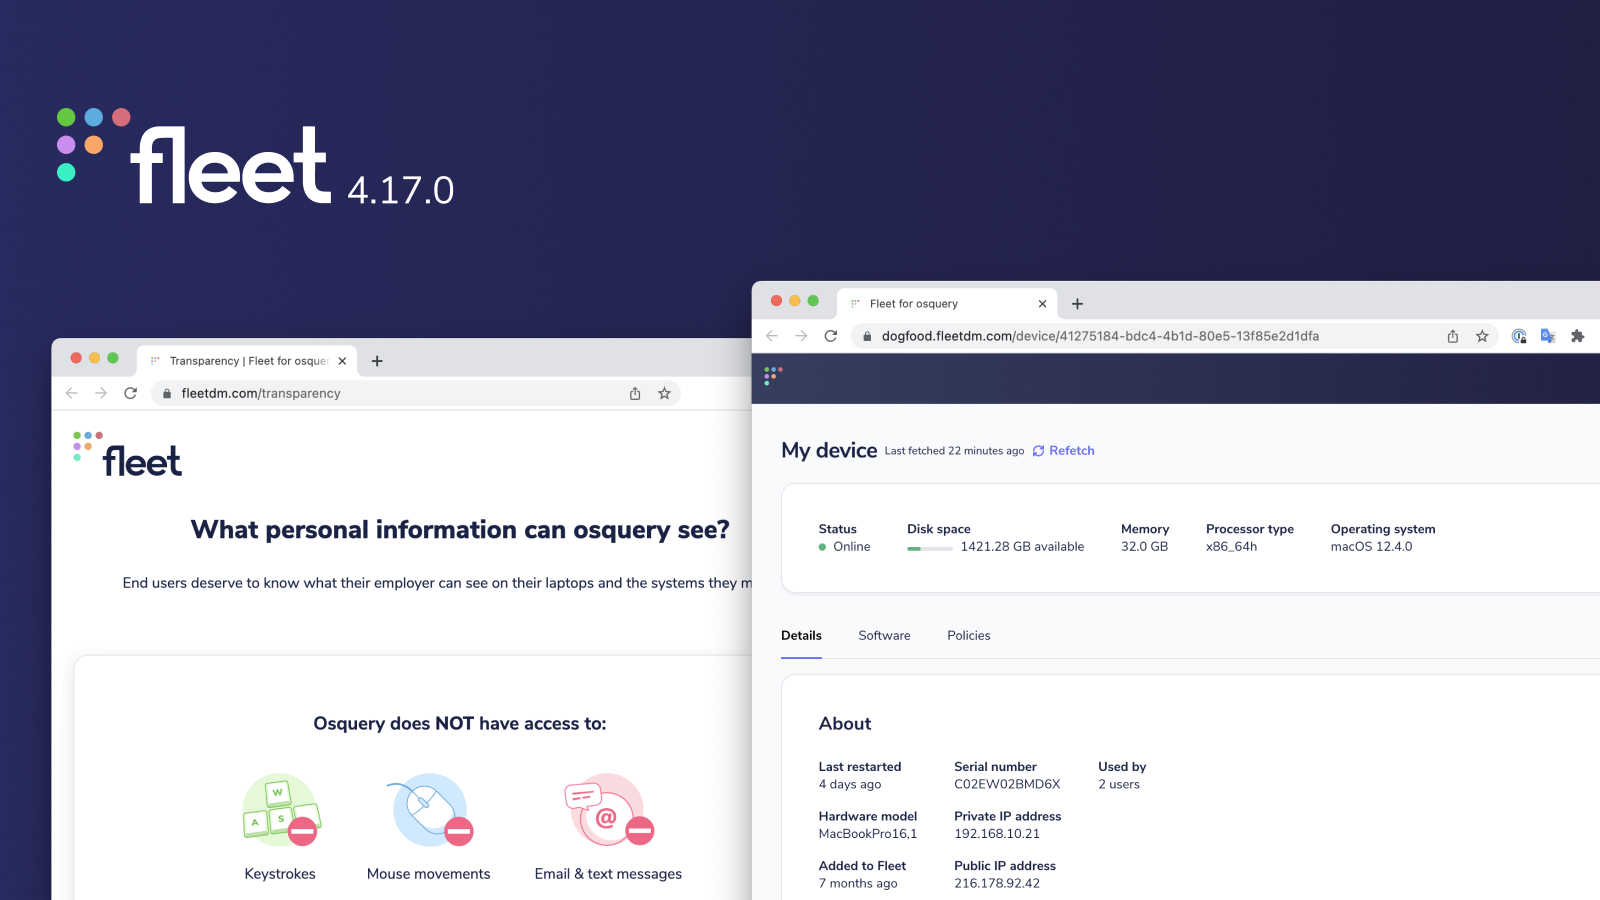 fleet 4.17.0
Transparency | Fleet for osquer
fleetdm.com/transparency
fleet
What personal information can osquery see?
End users deserve to know what their employer can see on their laptops and the systems they m
Osquery does NOT have access to:
W
A S
@
Keystrokes Mouse movements Email & text messages
Fleet for osquery
dogfood.fleetdm.com/device/41275184-bdc4-4b1d-80e5-13f85e2d1dfa
My device Last fetched 22 minutes ago Refetch
Status Disk space Memory Processor type Operating system
Online 1421.28 GB available 32.0 GB x86_64h macOS 12.4.0
Details Software Policies
About
Last restarted Serial number Used by
4 days ago C02EW02BMD6X 2 users
Hardware model Private IP address
MacBookPro16,1 192.168.10.21
Added to Fleet Public IP address
7 months ago 216.178.92.42